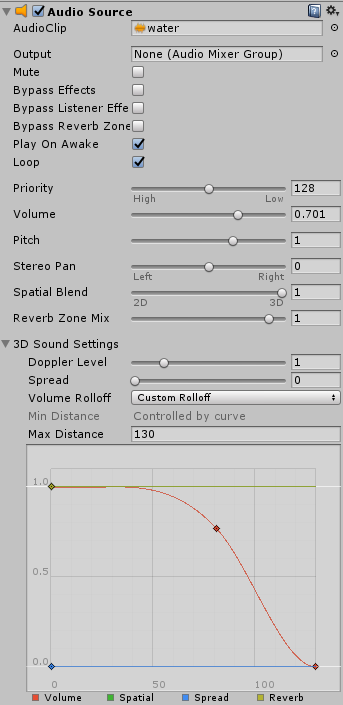 Audio Source
AudioClip water
Output None (Audio Mixer Group)
Mute
Bypass Effects
Bypass Listener Effe
Bypass Reverb Zone
Play On Awake
Loop
Priority 128
High Low
Volume 0.701
Pitch 1
Stereo Pan 0
Left Right
Spatial Blend 1
2D 3D
Reverb Zone Mix 1
3D Sound Settings
Doppler Level 1
Spread 0
Volume Rolloff Custom Rolloff
Min Distance Controlled by curve
Max Distance 130
1.0
0.5
0.0
0 50 100
Volume Spatial Spread Reverb